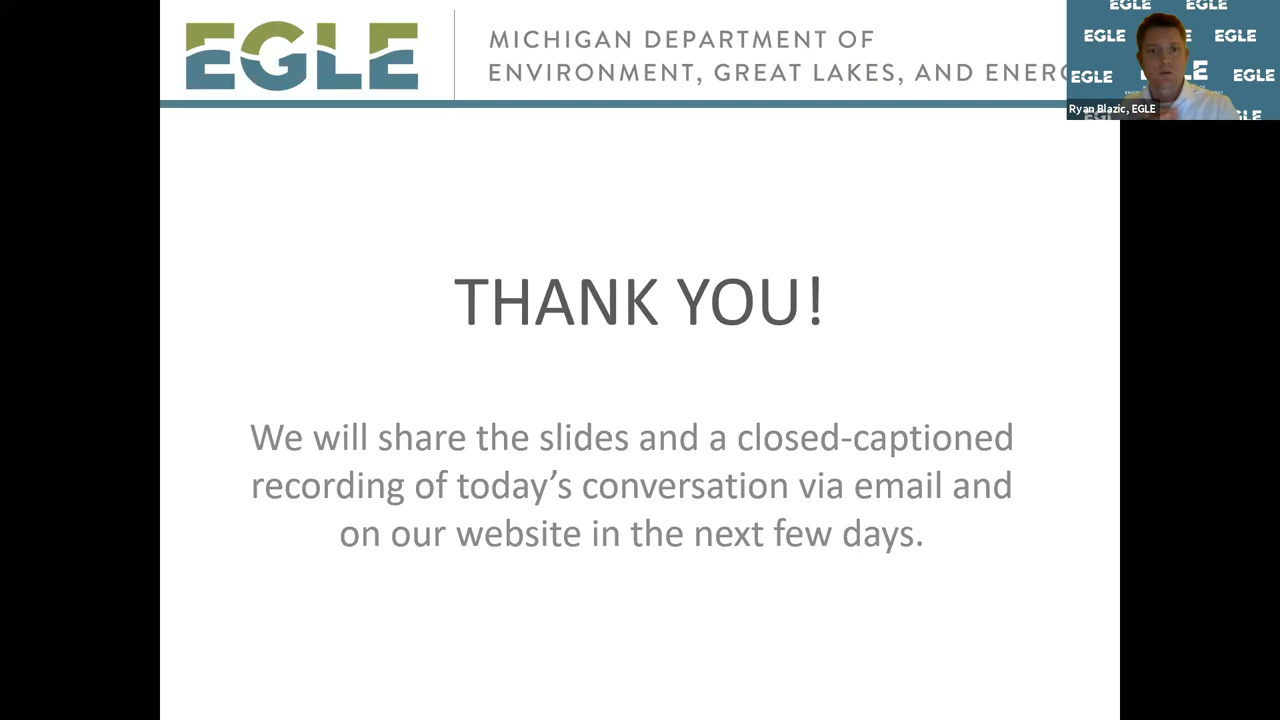 EGLE
MICHIGAN DEPARTMENT OF
ENVIRONMENT, GREAT LAKES, AND ENERG
EGLE EGLE
EGLE EGLE
EGLE EGLE
Ryan Blazic, EGLE
THANK YOU!
We will share the slides and a closed-captioned
recording of today’s conversation via email and
on our website in the next few days.